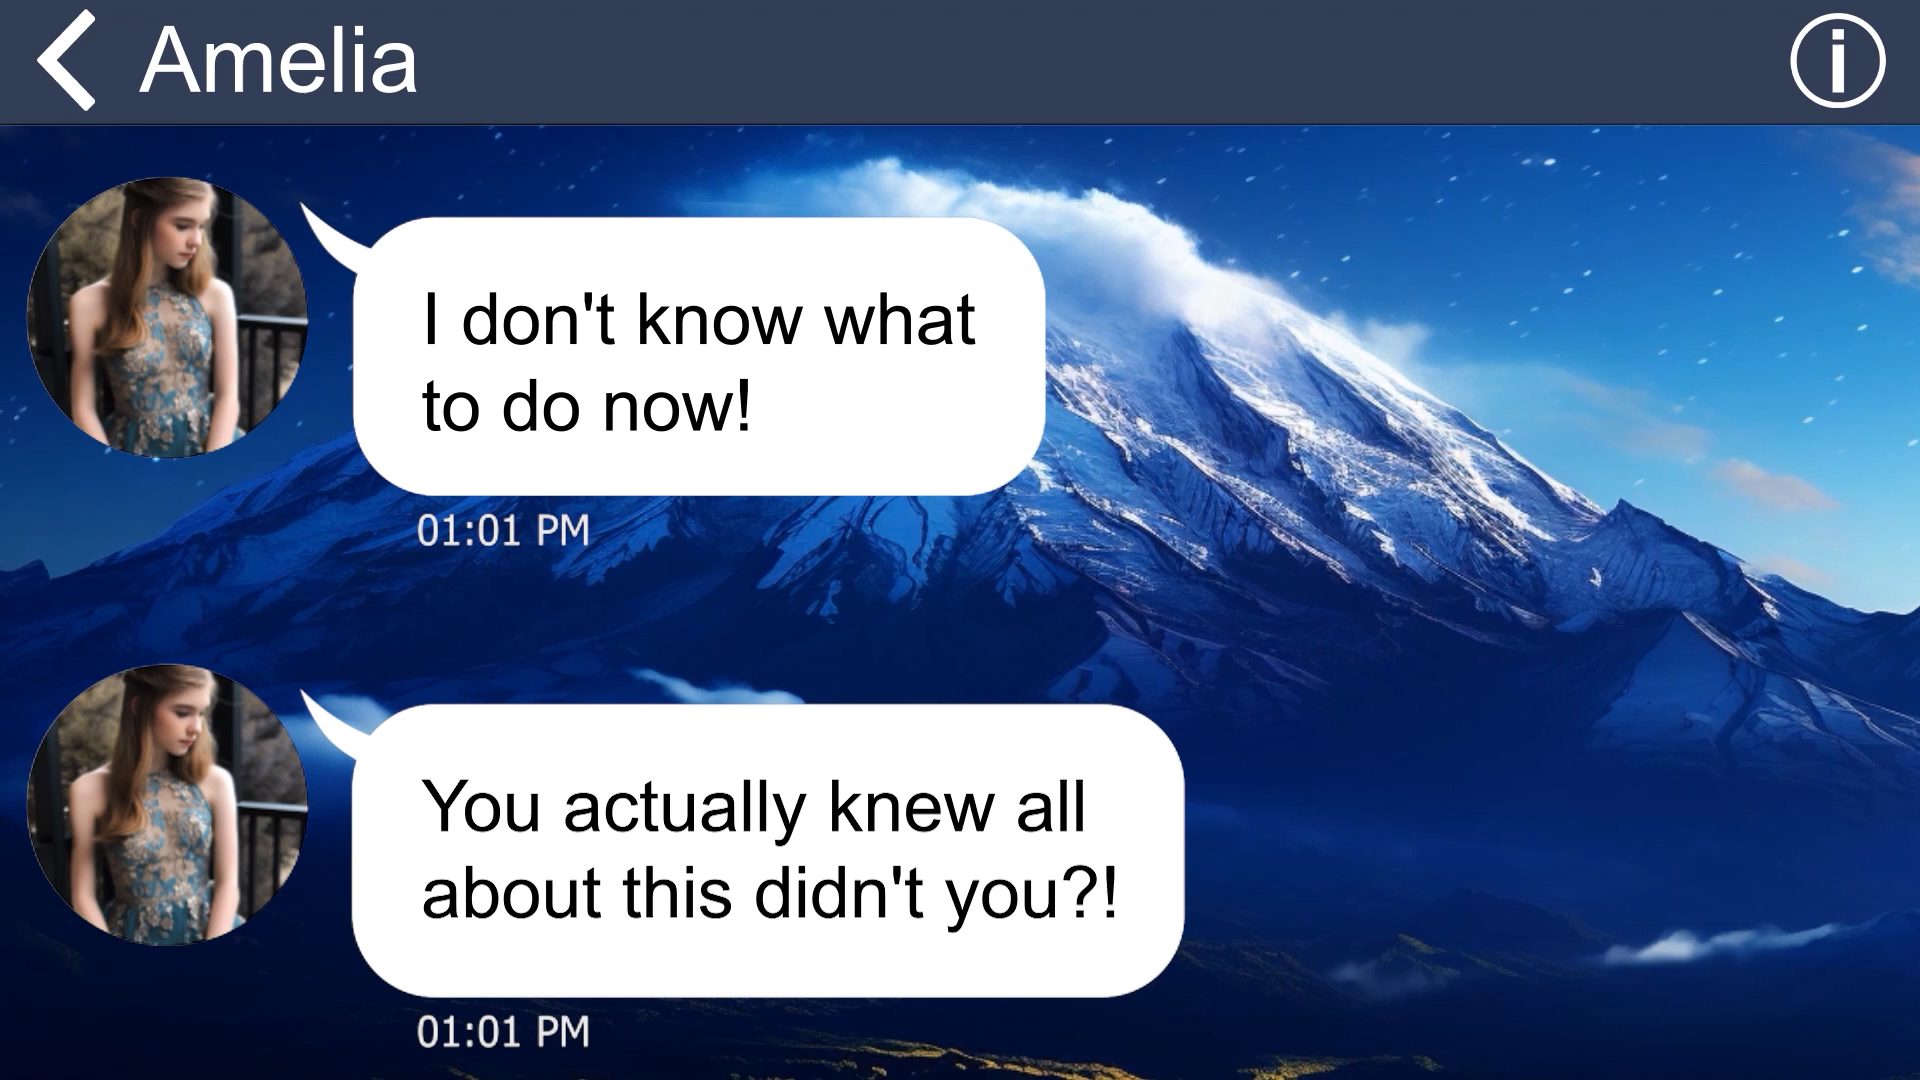 Amelia
I don't know what
to do now!
01:01 PM
You actually knew all
about this didn't you?!
01:01 PM